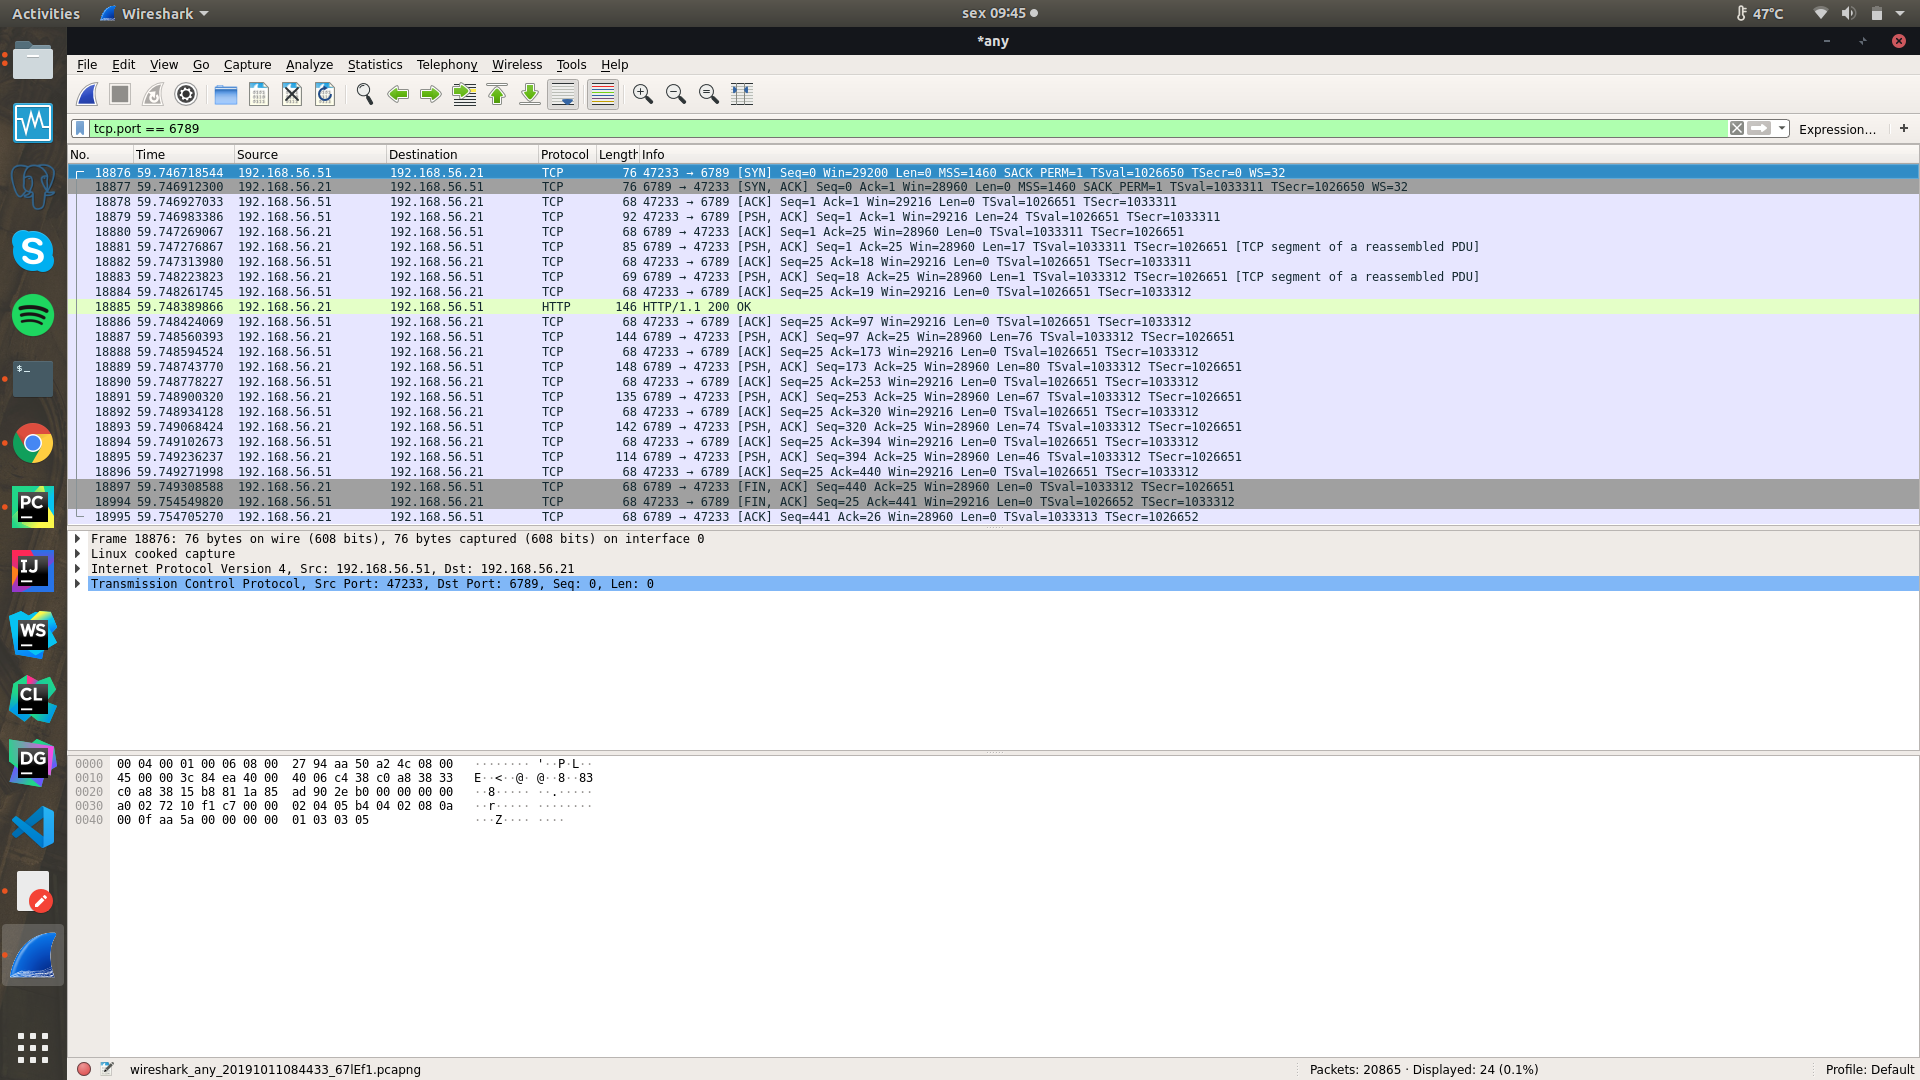 Activities Wireshark sex 09:45 47°C
*any
File Edit View Go Capture Analyze Statistics Telephony Wireless Tools Help
tcp.port == 6789 Expression… +
No. Time Source Destination Protocol Length Info
18876 59.746718544 192.168.56.51 192.168.56.21 TCP 76 47233 → 6789 [SYN] Seq=0 Win=29200 Len=0 MSS=1460 SACK_PERM=1 TSval=1026650 TSecr=0 WS=32
18877 59.746912300 192.168.56.21 192.168.56.51 TCP 76 6789 → 47233 [SYN, ACK] Seq=0 Ack=1 Win=28960 Len=0 MSS=1460 SACK_PERM=1 TSval=1033311 TSecr=1026650 WS=32
18878 59.746927033 192.168.56.51 192.168.56.21 TCP 68 47233 → 6789 [ACK] Seq=1 Ack=1 Win=29216 Len=0 TSval=1026651 TSecr=1033311
18879 59.746983386 192.168.56.51 192.168.56.21 TCP 92 47233 → 6789 [PSH, ACK] Seq=1 Ack=1 Win=29216 Len=24 TSval=1026651 TSecr=1033311
18880 59.747269067 192.168.56.21 192.168.56.51 TCP 68 6789 → 47233 [ACK] Seq=1 Ack=25 Win=28960 Len=0 TSval=1033311 TSecr=1026651
18881 59.747276867 192.168.56.21 192.168.56.51 TCP 85 6789 → 47233 [PSH, ACK] Seq=1 Ack=25 Win=28960 Len=17 TSval=1033311 TSecr=1026651 [TCP segment of a reassembled PDU]
18882 59.747313980 192.168.56.51 192.168.56.21 TCP 68 47233 → 6789 [ACK] Seq=25 Ack=18 Win=29216 Len=0 TSval=1026651 TSecr=1033311
18883 59.748223823 192.168.56.21 192.168.56.51 TCP 69 6789 → 47233 [PSH, ACK] Seq=18 Ack=25 Win=28960 Len=1 TSval=1033312 TSecr=1026651 [TCP segment of a reassembled PDU]
18884 59.748261745 192.168.56.51 192.168.56.21 TCP 68 47233 → 6789 [ACK] Seq=25 Ack=19 Win=29216 Len=0 TSval=1026651 TSecr=1033312
18885 59.748389866 192.168.56.21 192.168.56.51 HTTP 146 HTTP/1.1 200 OK
18886 59.748424069 192.168.56.51 192.168.56.21 TCP 68 47233 → 6789 [ACK] Seq=25 Ack=97 Win=29216 Len=0 TSval=1026651 TSecr=1033312
18887 59.748560393 192.168.56.21 192.168.56.51 TCP 144 6789 → 47233 [PSH, ACK] Seq=97 Ack=25 Win=28960 Len=76 TSval=1033312 TSecr=1026651
18888 59.748594524 192.168.56.51 192.168.56.21 TCP 68 47233 → 6789 [ACK] Seq=25 Ack=173 Win=29216 Len=0 TSval=1026651 TSecr=1033312
18889 59.748743770 192.168.56.21 192.168.56.51 TCP 148 6789 → 47233 [PSH, ACK] Seq=173 Ack=25 Win=28960 Len=80 TSval=1033312 TSecr=1026651
18890 59.748778227 192.168.56.51 192.168.56.21 TCP 68 47233 → 6789 [ACK] Seq=25 Ack=253 Win=29216 Len=0 TSval=1026651 TSecr=1033312
18891 59.748900320 192.168.56.21 192.168.56.51 TCP 135 6789 → 47233 [PSH, ACK] Seq=253 Ack=25 Win=28960 Len=67 TSval=1033312 TSecr=1026651
18892 59.748934128 192.168.56.51 192.168.56.21 TCP 68 47233 → 6789 [ACK] Seq=25 Ack=320 Win=29216 Len=0 TSval=1026651 TSecr=1033312
18893 59.749068424 192.168.56.21 192.168.56.51 TCP 142 6789 → 47233 [PSH, ACK] Seq=320 Ack=25 Win=28960 Len=74 TSval=1033312 TSecr=1026651
18894 59.749102673 192.168.56.51 192.168.56.21 TCP 68 47233 → 6789 [ACK] Seq=25 Ack=394 Win=29216 Len=0 TSval=1026651 TSecr=1033312
18895 59.749236237 192.168.56.21 192.168.56.51 TCP 114 6789 → 47233 [PSH, ACK] Seq=394 Ack=25 Win=28960 Len=46 TSval=1033312 TSecr=1026651
18896 59.749271998 192.168.56.51 192.168.56.21 TCP 68 47233 → 6789 [ACK] Seq=25 Ack=440 Win=29216 Len=0 TSval=1026651 TSecr=1033312
18897 59.749308588 192.168.56.21 192.168.56.51 TCP 68 6789 → 47233 [FIN, ACK] Seq=440 Ack=25 Win=28960 Len=0 TSval=1033312 TSecr=1026651
18994 59.754549820 192.168.56.51 192.168.56.21 TCP 68 47233 → 6789 [FIN, ACK] Seq=25 Ack=441 Win=29216 Len=0 TSval=1026652 TSecr=1033312
18995 59.754705270 192.168.56.21 192.168.56.51 TCP 68 6789 → 47233 [ACK] Seq=441 Ack=26 Win=28960 Len=0 TSval=1033313 TSecr=1026652
Frame 18876: 76 bytes on wire (608 bits), 76 bytes captured (608 bits) on interface 0
Linux cooked capture
Internet Protocol Version 4, Src: 192.168.56.51, Dst: 192.168.56.21
Transmission Control Protocol, Src Port: 47233, Dst Port: 6789, Seq: 0, Len: 0
0000 00 04 00 01 00 06 08 00 27 94 aa 50 a2 4c 08 00 ········ '··P·L··
0010 45 00 00 3c 84 ea 40 00 40 06 c4 38 c0 a8 38 33 E··<··@· @··8··83
0020 c0 a8 38 15 b8 81 1a 85 ad 90 2e b0 00 00 00 00 ··8····· ··.·····
0030 a0 02 72 10 f1 c7 00 00 02 04 05 b4 04 02 08 0a ··r····· ········
0040 00 0f aa 5a 00 00 00 00 01 03 03 05 ···Z···· ····
wireshark_any_20191011084433_67lEf1.pcapng Packets: 20865 · Displayed: 24 (0.1%) Profile: Default
$_
PC
IJ
WS
CL
DG